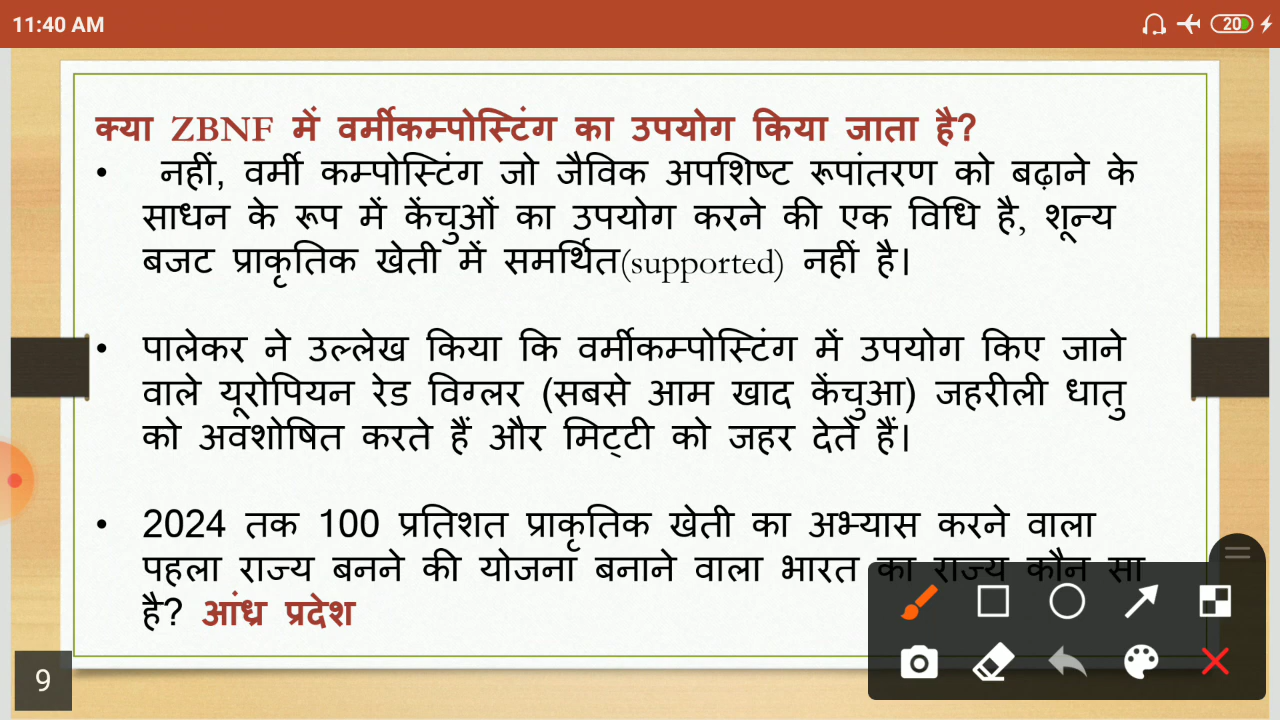 11:40 AM
20
क्या ZBNF में वर्मीकम्पोस्टिंग का उपयोग किया जाता है?
• नहीं, वर्मी कम्पोस्टिंग जो जैविक अपशिष्ट रूपांतरण को बढ़ाने के
साधन के रूप में केंचुओं का उपयोग करने की एक विधि है, शून्य
बजट प्राकृतिक खेती में समर्थित(supported) नहीं है।
• पालेकर ने उल्लेख किया कि वर्मीकम्पोस्टिंग में उपयोग किए जाने
वाले यूरोपियन रेड विग्लर (सबसे आम खाद केंचुआ) जहरीली धातु
को अवशोषित करते हैं और मिट्टी को जहर देते हैं।
• 2024 तक 100 प्रतिशत प्राकृतिक खेती का अभ्यास करने वाला
पहला राज्य बनने की योजना बनाने वाला भारत का राज्य कौन सा
है? आंध्र प्रदेश
9